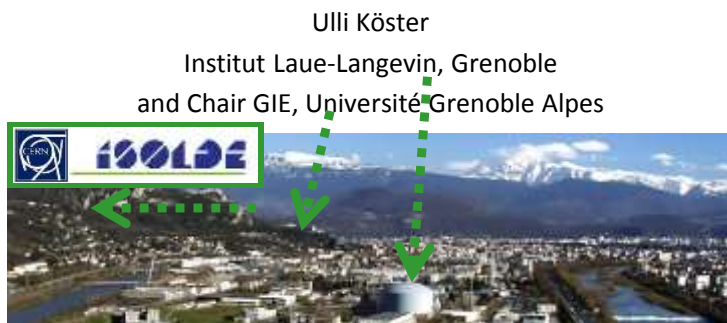 Ulli Köster
Institut Laue-Langevin, Grenoble
and Chair GIE, Université Grenoble Alpes
CERN ISOLDE